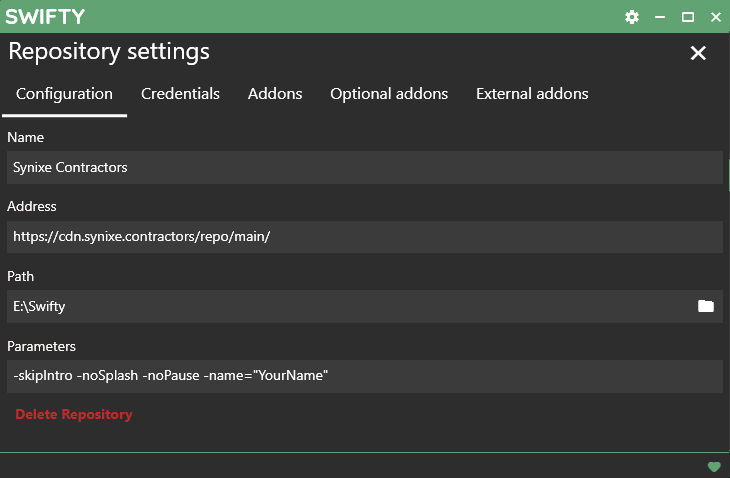 SWIFTY
Repository settings
Configuration Credentials Addons Optional addons External addons
Name
Synixe Contractors
Address
https://cdn.synixe.contractors/repo/main/
Path
E:\Swifty
Parameters
-skipIntro -noSplash -noPause -name="YourName"
Delete Repository